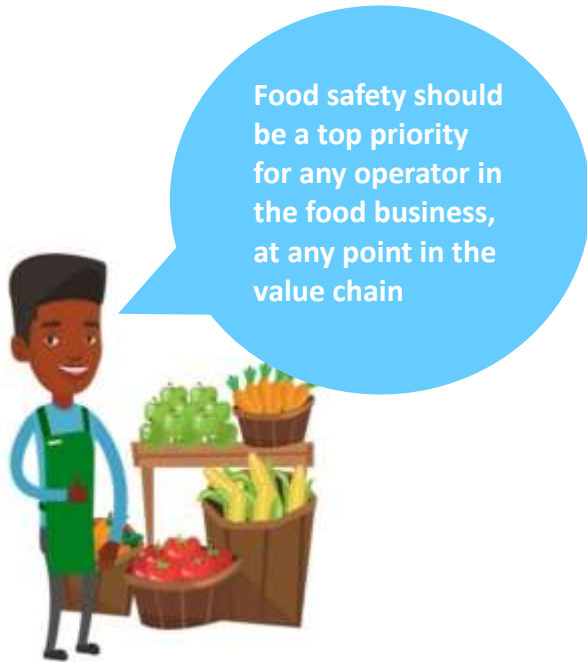 Food safety should
be a top priority
for any operator in
the food business,
at any point in the
value chain